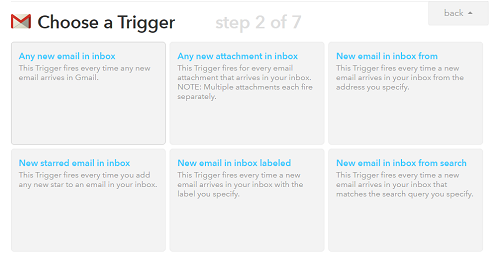 Choose a Trigger step 2 of 7 back
Any new email in inbox
This Trigger fires every time any new
email arrives in Gmail.
Any new attachment in inbox
This Trigger fires for every email
attachment that arrives in your inbox.
NOTE: Multiple attachments each fire
separately.
New email in inbox from
This Trigger fires every time a new
email arrives in your inbox from the
address you specify.
New starred email in inbox
This Trigger fires every time you add
any new star to an email in your inbox.
New email in inbox labeled
This Trigger fires every time a new
email arrives in your inbox with the
label you specify.
New email in inbox from search
This Trigger fires every time a new
email arrives in your inbox that
matches the search query you specify.